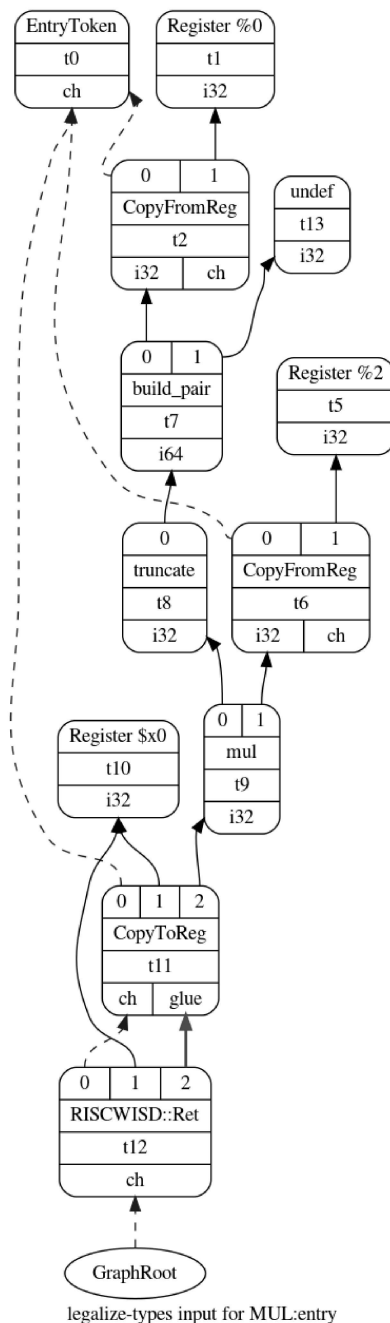 EntryToken
t0
ch
Register %0
t1
i32
0 1
CopyFromReg
t2
i32 ch
undef
t13
i32
0 1
build_pair
t7
i64
Register %2
t5
i32
0
truncate
t8
i32
0 1
CopyFromReg
t6
i32 ch
Register $x0
t10
i32
0 1
mul
t9
i32
0 1 2
CopyToReg
t11
ch glue
0 1 2
RISCWISD::Ret
t12
ch
GraphRoot
legalize-types input for MUL:entry